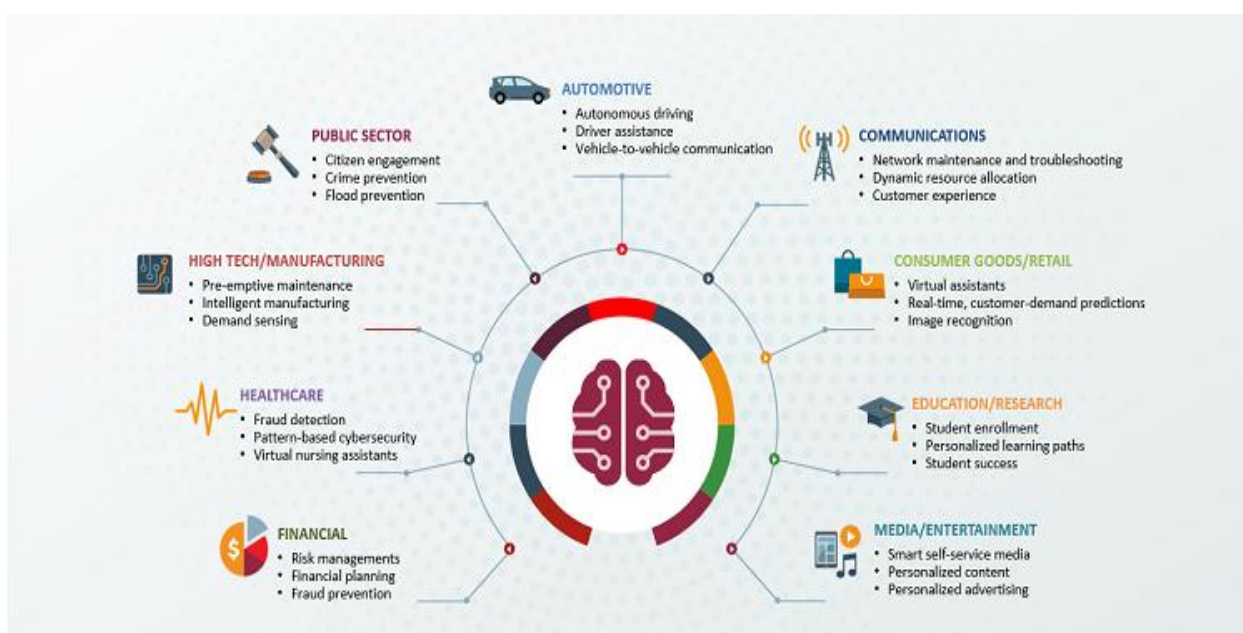 AUTOMOTIVE
• Autonomous driving
• Driver assistance
• Vehicle-to-vehicle communication
PUBLIC SECTOR
• Citizen engagement
• Crime prevention
• Flood prevention
COMMUNICATIONS
• Network maintenance and troubleshooting
• Dynamic resource allocation
• Customer experience
HIGH TECH/MANUFACTURING
• Pre-emptive maintenance
• Intelligent manufacturing
• Demand sensing
CONSUMER GOODS/RETAIL
• Virtual assistants
• Real-time, customer-demand predictions
• Image recognition
HEALTHCARE
• Fraud detection
• Pattern-based cybersecurity
• Virtual nursing assistants
EDUCATION/RESEARCH
• Student enrollment
• Personalized learning paths
• Student success
FINANCIAL
• Risk managements
• Financial planning
• Fraud prevention
$
MEDIA/ENTERTAINMENT
• Smart self-service media
• Personalized content
• Personalized advertising